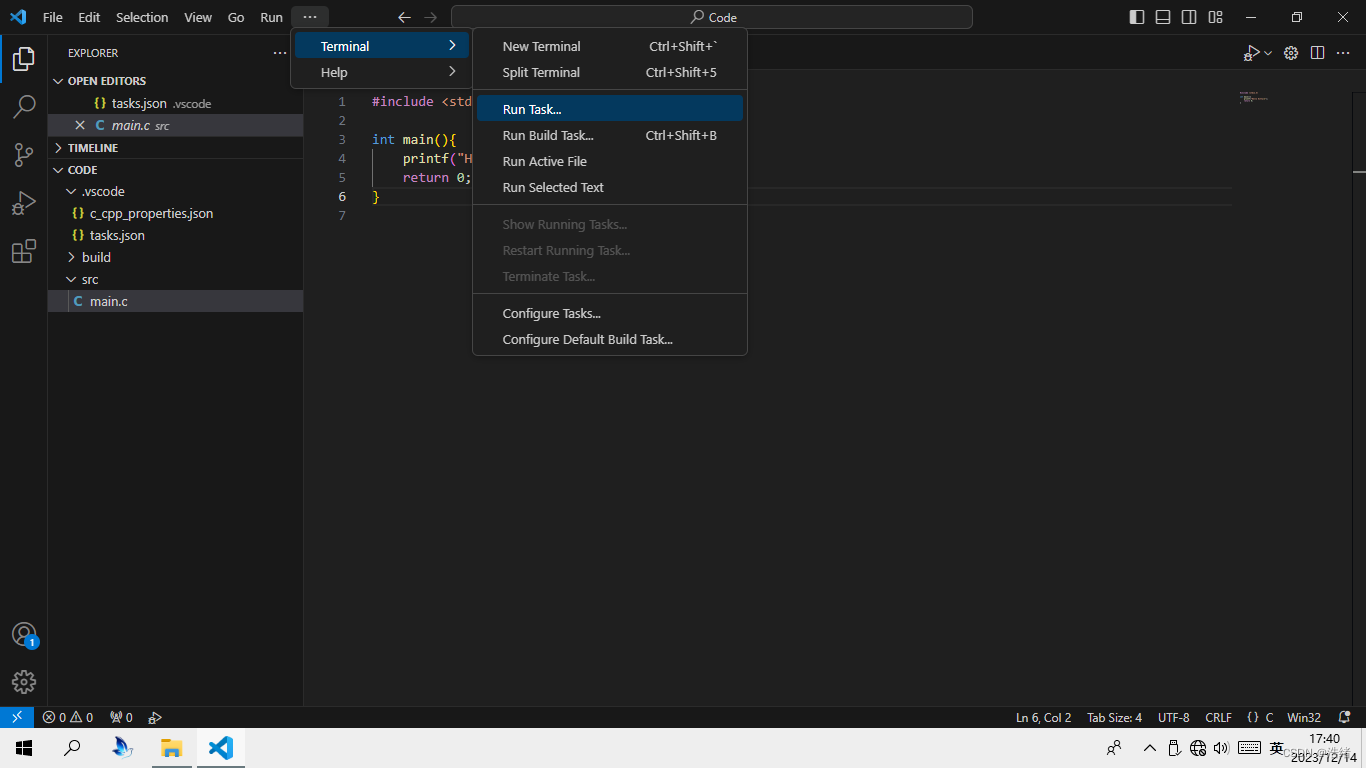 File Edit Selection View Go Run ··· Code
EXPLORER ···
OPEN EDITORS
{} tasks.json .vscode
× C main.c src
TIMELINE
CODE
.vscode
{} c_cpp_properties.json
{} tasks.json
build
src
C main.c
Terminal
Help
New Terminal Ctrl+Shift+`
Split Terminal Ctrl+Shift+5
Run Task...
Run Build Task... Ctrl+Shift+B
Run Active File
Run Selected Text
Show Running Tasks...
Restart Running Task...
Terminate Task...
Configure Tasks...
Configure Default Build Task...
1 #include <std
2
3 int main(){
4 printf("H
5 return 0;
6 }
7
1
0 0 0 Ln 6, Col 2 Tab Size: 4 UTF-8 CRLF {} C Win32
英 17:40
2023/12/14
CSDN @浩绪